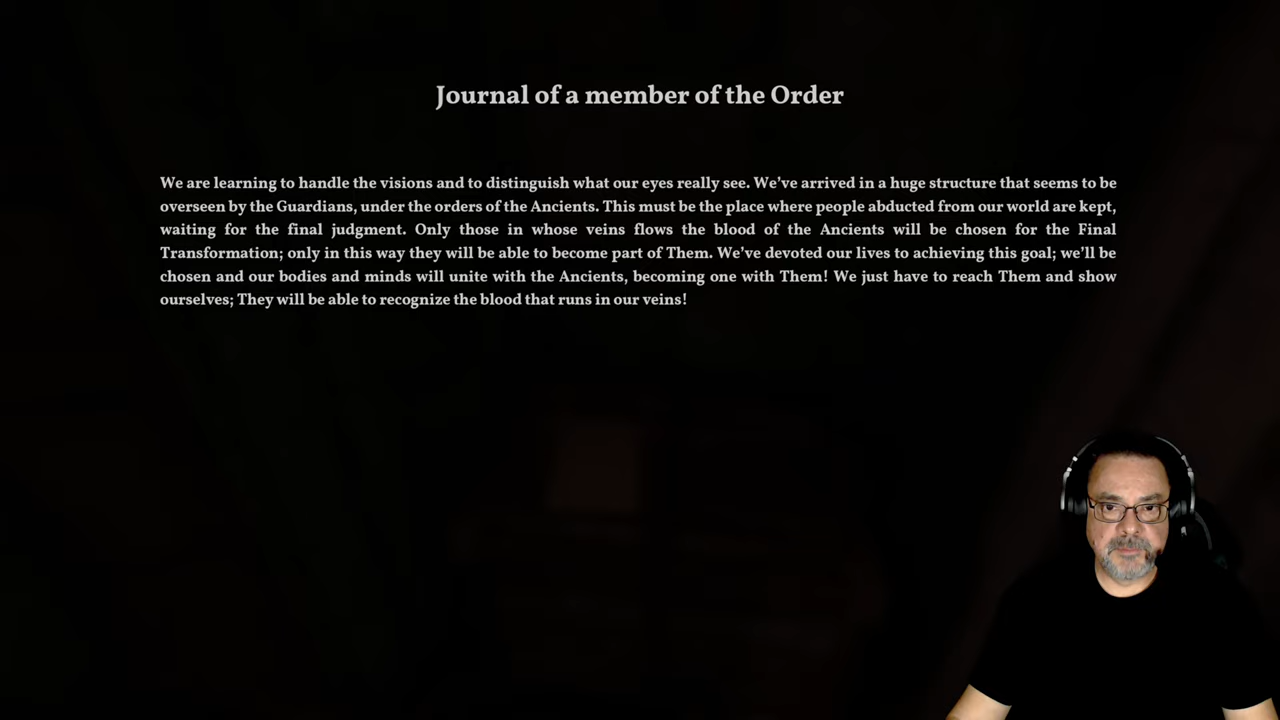 Journal of a member of the Order
We are learning to handle the visions and to distinguish what our eyes really see. We’ve arrived in a huge structure that seems to be
overseen by the Guardians, under the orders of the Ancients. This must be the place where people abducted from our world are kept,
waiting for the final judgment. Only those in whose veins flows the blood of the Ancients will be chosen for the Final
Transformation; only in this way they will be able to become part of Them. We’ve devoted our lives to achieving this goal; we’ll be
chosen and our bodies and minds will unite with the Ancients, becoming one with Them! We just have to reach Them and show
ourselves; They will be able to recognize the blood that runs in our veins!